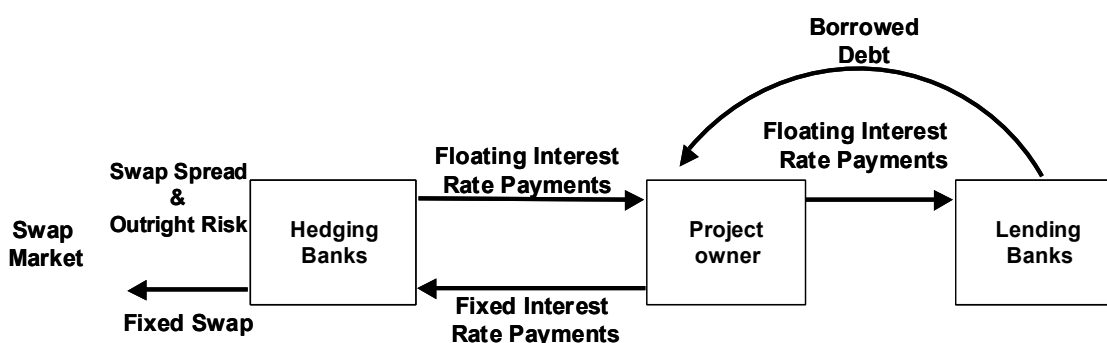 Borrowed
Debt
Floating Interest
Rate Payments
Floating Interest
Rate Payments
Swap Spread
&
Outright Risk
Swap
Market
Hedging
Banks
Project
owner
Lending
Banks
Fixed Swap
Fixed Interest
Rate Payments